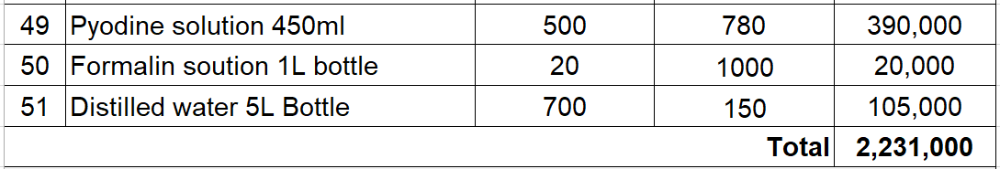 49 Pyodine solution 450ml 500 780 390,000
50 Formalin soution 1L bottle 20 1000 20,000
51 Distilled water 5L Bottle 700 150 105,000
Total 2,231,000